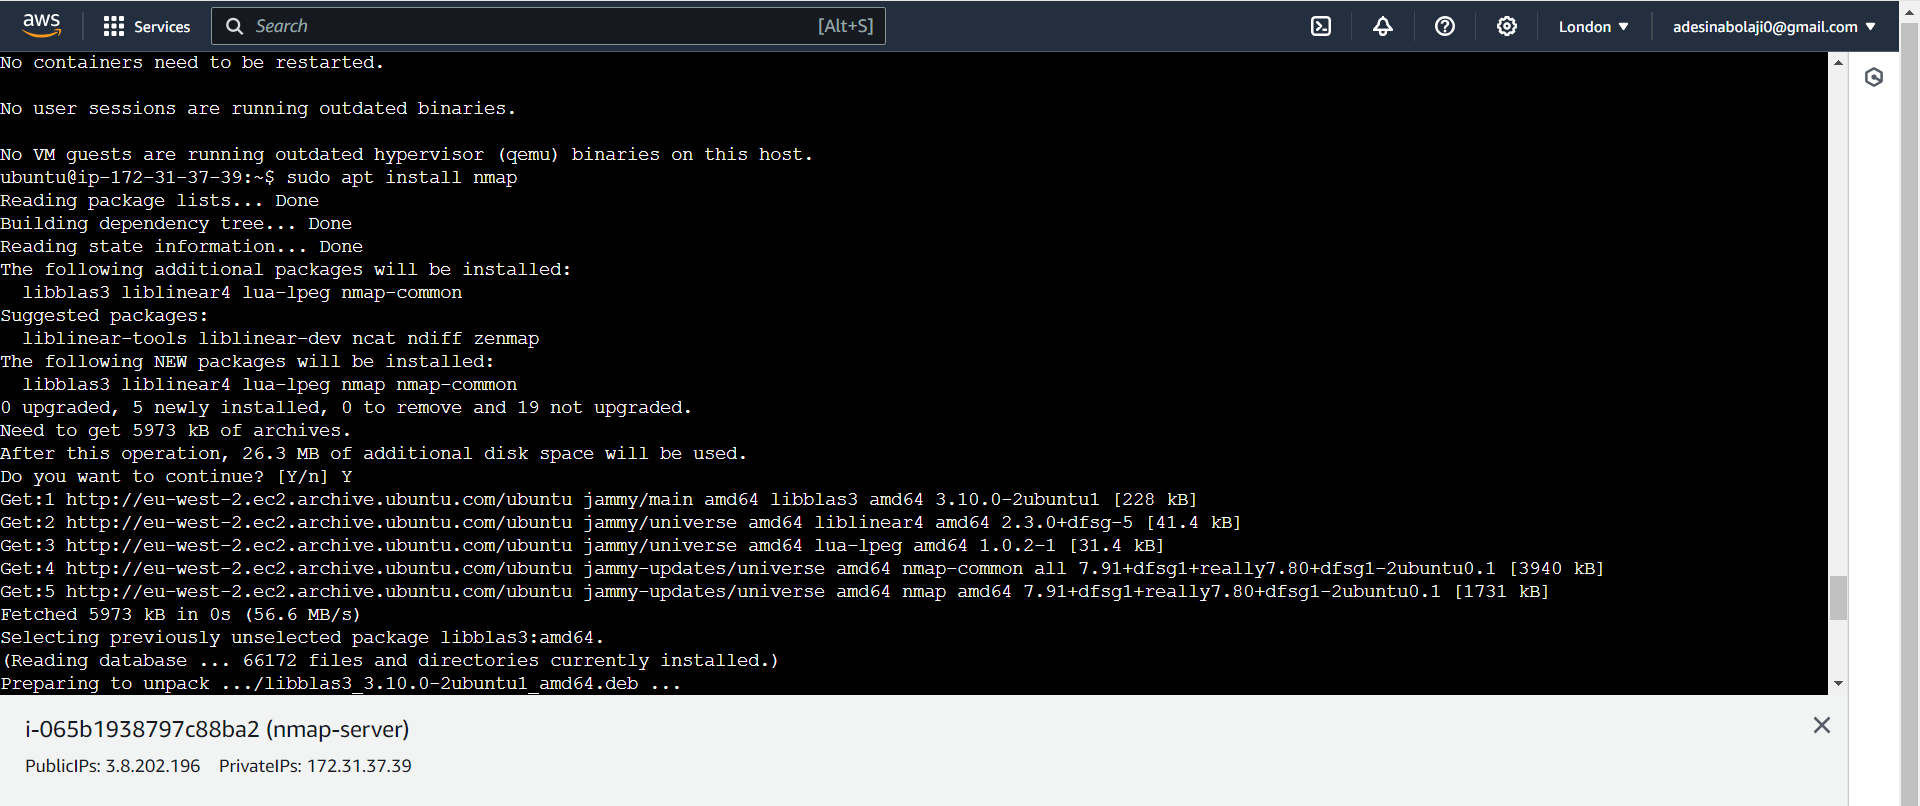 aws
Services
Search
[Alt+S]
London
adesinabolaji0@gmail.com
No containers need to be restarted.
No user sessions are running outdated binaries.
No VM guests are running outdated hypervisor (qemu) binaries on this host.
ubuntu@ip-172-31-37-39:~$ sudo apt install nmap
Reading package lists... Done
Building dependency tree... Done
Reading state information... Done
The following additional packages will be installed:
  libblas3 liblinear4 lua-lpeg nmap-common
Suggested packages:
  liblinear-tools liblinear-dev ncat ndiff zenmap
The following NEW packages will be installed:
  libblas3 liblinear4 lua-lpeg nmap nmap-common
0 upgraded, 5 newly installed, 0 to remove and 19 not upgraded.
Need to get 5973 kB of archives.
After this operation, 26.3 MB of additional disk space will be used.
Do you want to continue? [Y/n] Y
Get:1 http://eu-west-2.ec2.archive.ubuntu.com/ubuntu jammy/main amd64 libblas3 amd64 3.10.0-2ubuntu1 [228 kB]
Get:2 http://eu-west-2.ec2.archive.ubuntu.com/ubuntu jammy/universe amd64 liblinear4 amd64 2.3.0+dfsg-5 [41.4 kB]
Get:3 http://eu-west-2.ec2.archive.ubuntu.com/ubuntu jammy/universe amd64 lua-lpeg amd64 1.0.2-1 [31.4 kB]
Get:4 http://eu-west-2.ec2.archive.ubuntu.com/ubuntu jammy-updates/universe amd64 nmap-common all 7.91+dfsg1+really7.80+dfsg1-2ubuntu0.1 [3940 kB]
Get:5 http://eu-west-2.ec2.archive.ubuntu.com/ubuntu jammy-updates/universe amd64 nmap amd64 7.91+dfsg1+really7.80+dfsg1-2ubuntu0.1 [1731 kB]
Fetched 5973 kB in 0s (56.6 MB/s)
Selecting previously unselected package libblas3:amd64.
(Reading database ... 66172 files and directories currently installed.)
Preparing to unpack .../libblas3_3.10.0-2ubuntu1_amd64.deb ...
i-065b1938797c88ba2 (nmap-server)
PublicIPs: 3.8.202.196 PrivateIPs: 172.31.37.39